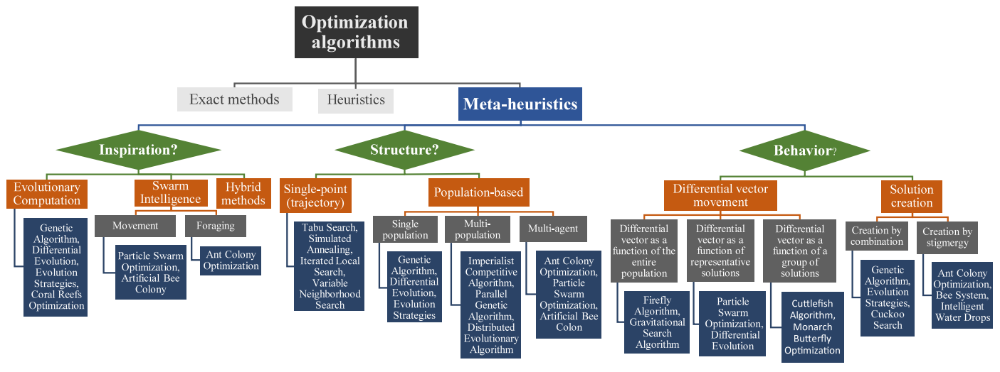 Optimization
algorithms
Exact methods
Heuristics
Meta-heuristics
Inspiration?
Structure?
Behavior?
Evolutionary
Computation
Swarm
Intelligence
Hybrid
methods
Single-point
(trajectory)
Population-based
Differential vector
movement
Solution
creation
Genetic
Algorithm,
Differential
Evolution,
Evolution
Strategies,
Coral Reefs
Optimization
Movement
Particle Swarm
Optimization,
Artificial Bee
Colony
Foraging
Ant Colony
Optimization
Tabu Search,
Simulated
Annealing,
Iterated Local
Search,
Variable
Neighborhood
Search
Single
population
Genetic
Algorithm,
Differential
Evolution,
Evolution
Strategies
Multi-
population
Imperialist
Competitive
Algorithm,
Parallel
Genetic
Algorithm,
Distributed
Evolutionary
Algorithm
Multi-agent
Ant Colony
Optimization,
Particle
Swarm
Optimization,
Artificial Bee
Colon
Differential
vector as a
function of the
entire
population
Firefly
Algorithm,
Gravitational
Search
Algorithm
Differential
vector as a
function of
representative
solutions
Particle
Swarm
Optimization,
Differential
Evolution
Differential
vector as a
function of a
group of
solutions
Cuttlefish
Algorithm,
Monarch
Butterfly
Optimization
Creation by
combination
Genetic
Algorithm,
Evolution
Strategies,
Cuckoo
Search
Creation by
stigmergy
Ant Colony
Optimization,
Bee System,
Intelligent
Water Drops